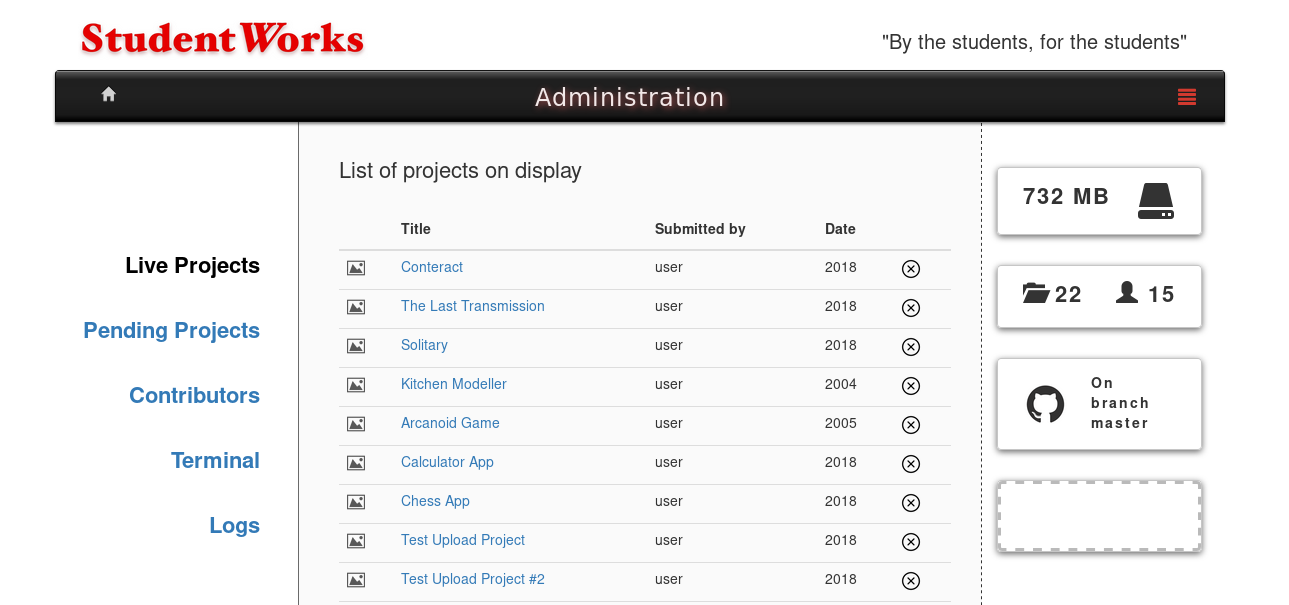 StudentWorks
"By the students, for the students"
Administration
List of projects on display
Title Submitted by Date
Conteract user 2018
The Last Transmission user 2018
Solitary user 2018
Kitchen Modeller user 2004
Arcanoid Game user 2005
Calculator App user 2018
Chess App user 2018
Test Upload Project user 2018
Test Upload Project #2 user 2018
Live Projects
Pending Projects
Contributors
Terminal
Logs
732 MB
22 15
On
branch
master